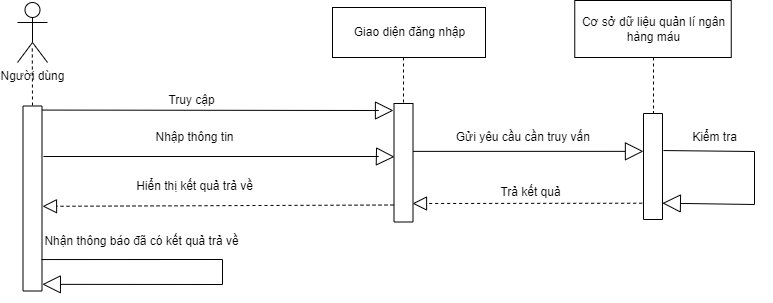 Giao diện đăng nhập
Cơ sở dữ liệu quản lí ngân
hàng máu
Người dùng
Truy cập
Nhập thông tin
Gửi yêu cầu cần truy vấn
Kiểm tra
Hiển thị kết quả trả về
Trả kết quả
Nhận thông báo đã có kết quả trả về